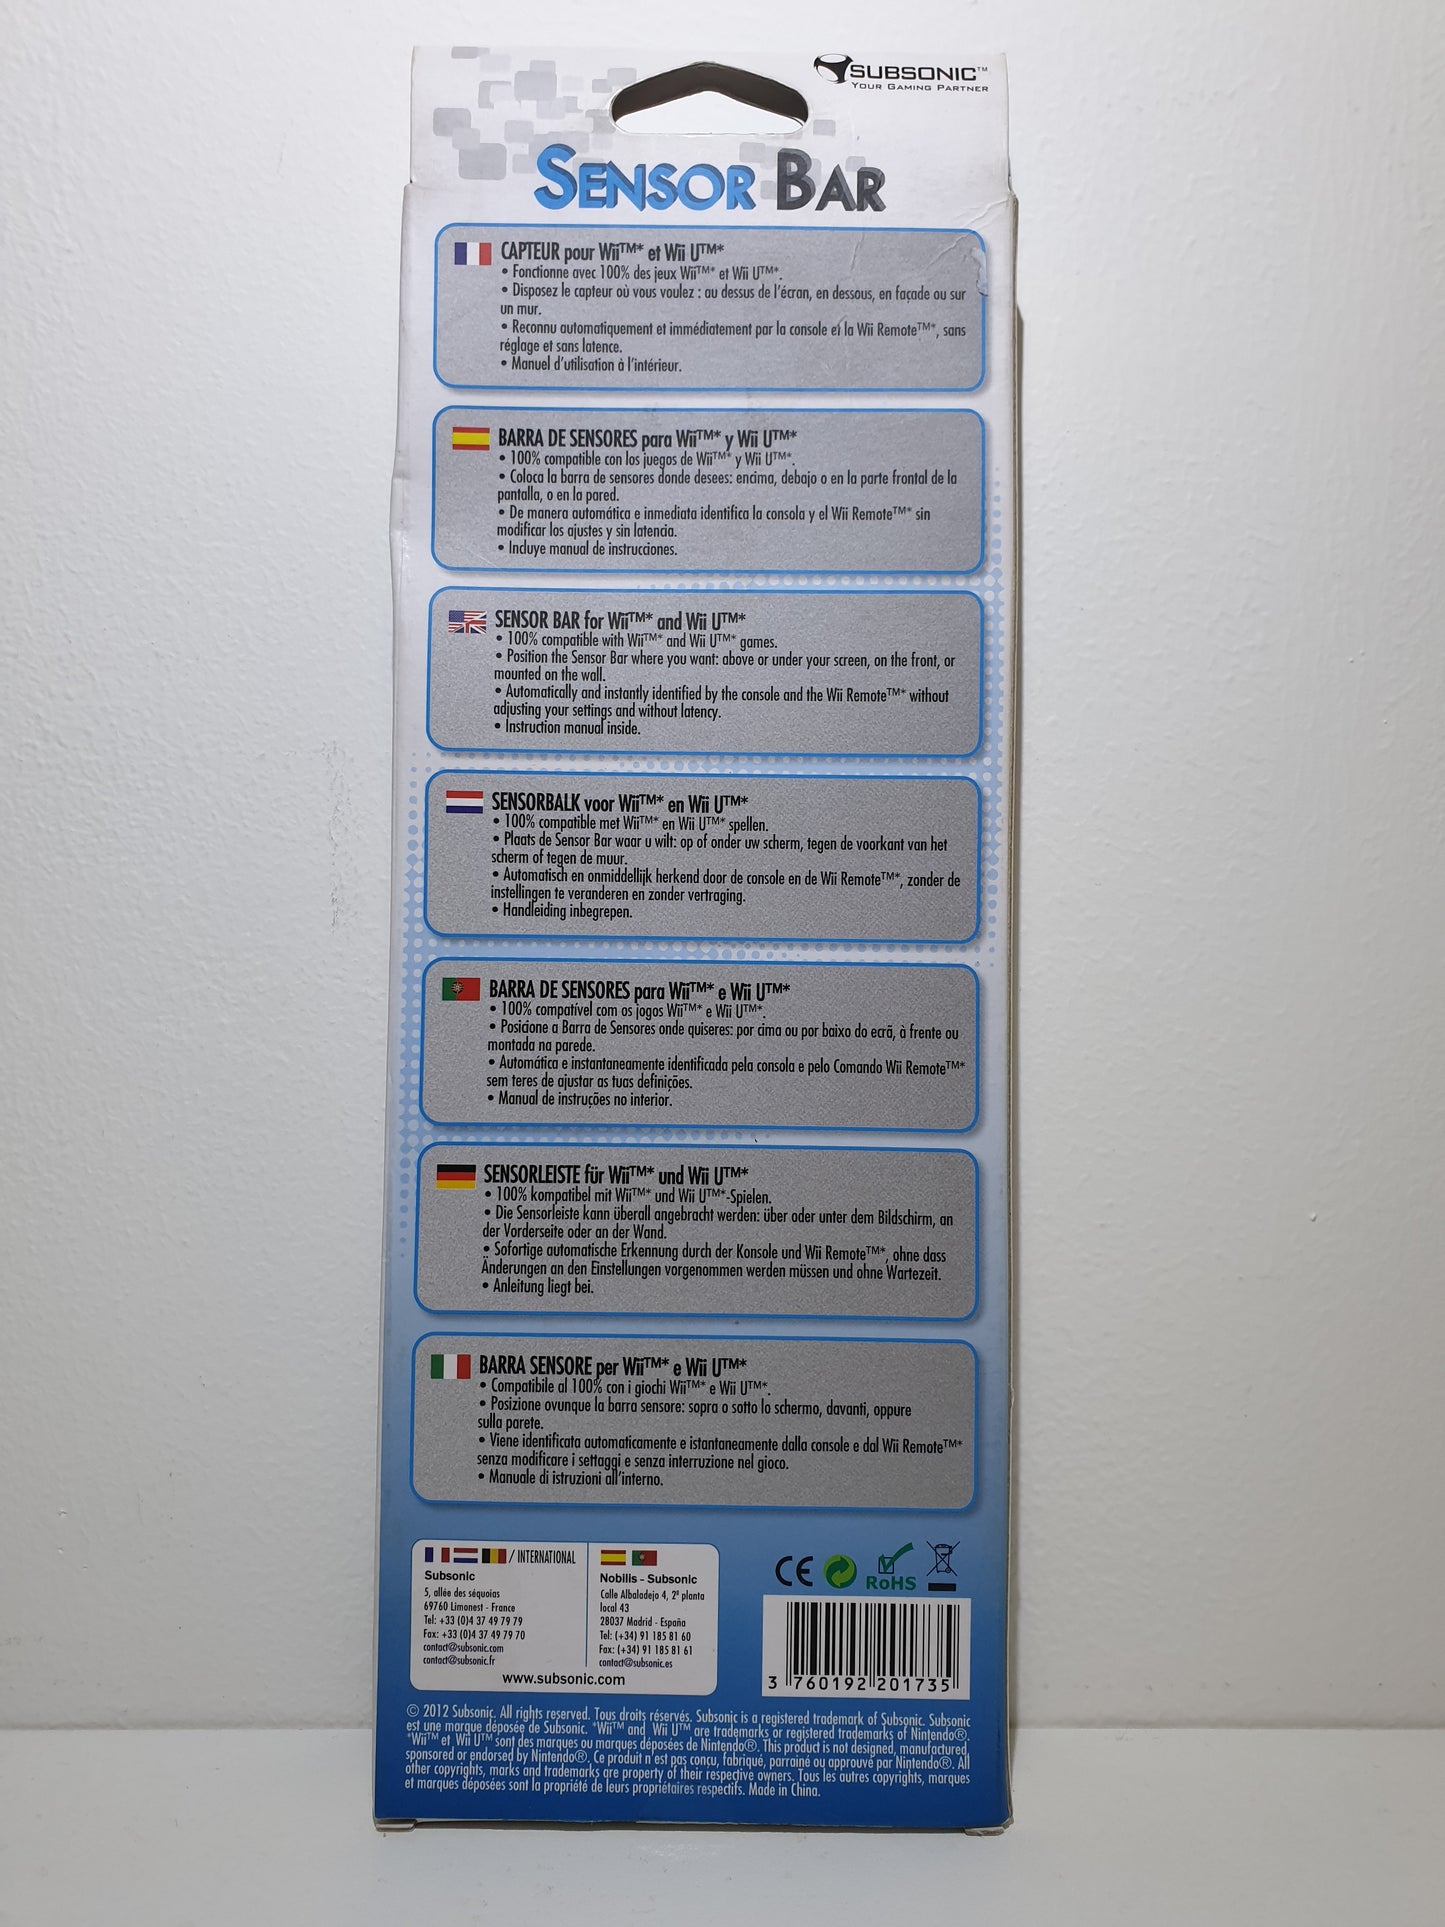 SUBSONIC™
YOUR GAMING PARTNER
SENSOR BAR
CAPTEUR pour Wii™* et Wii U™*
• Fonctionne avec 100% des jeux Wii™* et Wii U™*.
• Disposez le capteur où vous voulez : au dessus de l'écran, en dessous, en façade ou sur
un mur.
• Reconnu automatiquement et immédiatement par la console et la Wii Remote™*, sans
réglage et sans latence.
• Manuel d'utilisation à l'intérieur.
BARRA DE SENSORES para Wii™* y Wii U™*
• 100% compatible con los juegos de Wii™* y Wii U™*.
• Coloca la barra de sensores donde desees: encima, debajo o en la parte frontal de la
pantalla, o en la pared.
• De manera automática e inmediata identifica la consola y el Wii Remote™* sin
modificar los ajustes y sin latencia.
• Incluye manual de instrucciones.
SENSOR BAR for Wii™* and Wii U™*
• 100% compatible with Wii™* and Wii U™* games.
• Position the Sensor Bar where you want: above or under your screen, on the front, or
mounted on the wall.
• Automatically and instantly identified by the console and the Wii Remote™* without
adjusting your settings and without latency.
• Instruction manual inside.
SENSORBALK voor Wii™* en Wii U™*
• 100% compatible met Wii™* en Wii U™* spellen.
• Plaats de Sensor Bar waar u wilt: op of onder uw scherm, tegen de voorkant van het
scherm of tegen de muur.
• Automatisch en onmiddellijk herkend door de console en de Wii Remote™*, zonder de
instellingen te veranderen en zonder vertraging.
• Handleiding inbegrepen.
BARRA DE SENSORES para Wii™* e Wii U™*
• 100% compatível com os jogos Wii™* e Wii U™*.
• Posicione a Barra de Sensores onde quiseres: por cima ou por baixo do ecrã, à frente ou
montada na parede.
• Automática e instantaneamente identificada pela consola e pelo Comando Wii Remote™*
sem teres de ajustar as tuas definições.
• Manual de instruções no interior.
SENSORLEISTE für Wii™* und Wii U™*
• 100% kompatibel mit Wii™* und Wii U™*-Spielen.
• Die Sensorleiste kann überall angebracht werden: über oder unter dem Bildschirm, an
der Vorderseite oder an der Wand.
• Sofortige automatische Erkennung durch der Konsole und Wii Remote™*, ohne dass
Änderungen an den Einstellungen vorgenommen werden müssen und ohne Wartezeit.
• Anleitung liegt bei.
BARRA SENSORE per Wii™* e Wii U™*
• Compatibile al 100% con i giochi Wii™* e Wii U™*.
• Posizione ovunque la barra sensore: sopra o sotto lo schermo, davanti, oppure
sulla parete.
• Viene identificata automaticamente e istantaneamente dalla console e dal Wii Remote™*
senza modificare i settaggi e senza interruzione nel gioco.
• Manuale di istruzioni all'interno.
/ INTERNATIONAL
Subsonic
5, allée des séquoias
69760 Limonest - France
Tel: +33 (0)4 37 49 79 79
Fax: +33 (0)4 37 49 79 70
contact@subsonic.com
contact@subsonic.fr
Nobilis - Subsonic
Calle Albaladejo 4, 2ª planta
local 43
28037 Madrid - España
Tel: (+34) 91 185 81 60
Fax: (+34) 91 185 81 61
contact@subsonic.es
www.subsonic.com
CE
RoHS
3 760192 201735
© 2012 Subsonic. All rights reserved. Tous droits réservés. Subsonic is a registered trademark of Subsonic. Subsonic
est une marque déposée de Subsonic. *Wii™ and Wii U™ are trademarks or registered trademarks of Nintendo®.
*Wii™ et Wii U™ sont des marques ou marques déposées de Nintendo®. This product is not designed, manufactured,
sponsored or endorsed by Nintendo®. Ce produit n'est pas conçu, fabriqué, parrainé ou approuvé par Nintendo®. All
other copyrights, marks and trademarks are property of their respective owners. Tous les autres copyrights, marques
et marques déposées sont la propriété de leurs propriétaires respectifs. Made in China.